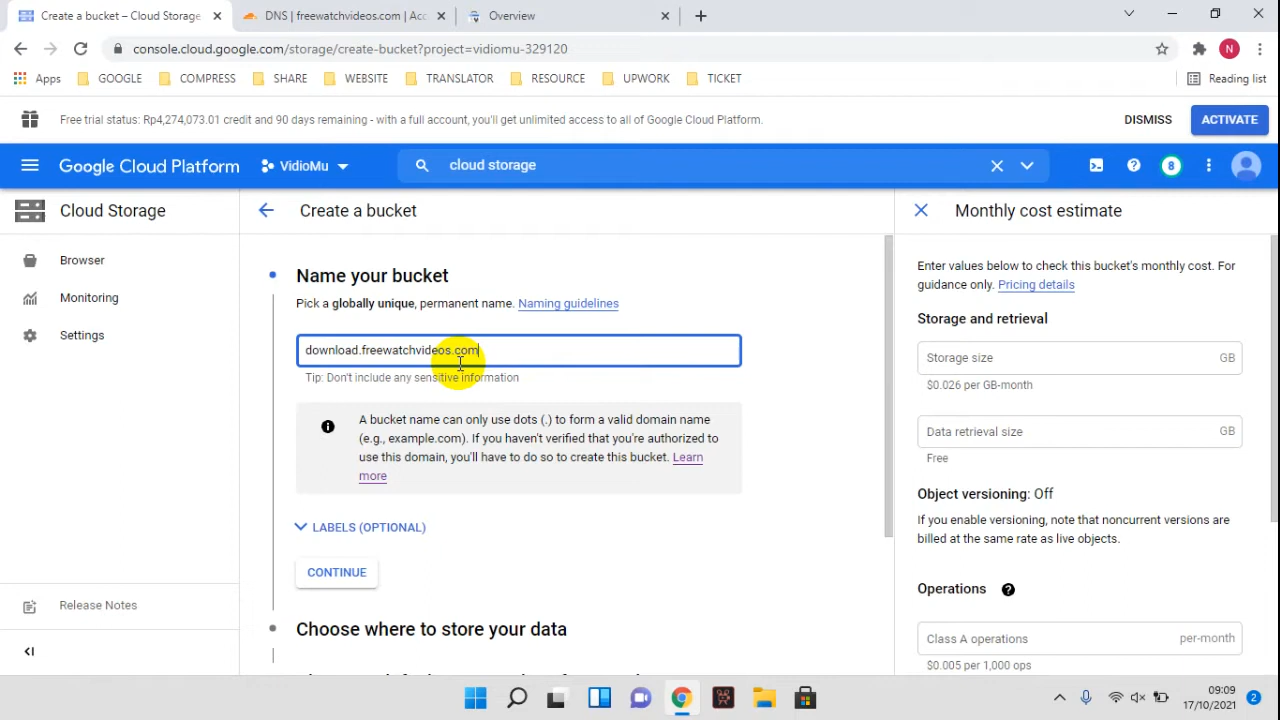 Create a bucket – Cloud Storage
DNS | freewatchvideos.com | Acc
Overview
console.cloud.google.com/storage/create-bucket?project=vidiomu-329120
N
Apps
GOOGLE
COMPRESS
SHARE
WEBSITE
TRANSLATOR
RESOURCE
UPWORK
TICKET
Reading list
Free trial status: Rp4,274,073.01 credit and 90 days remaining - with a full account, you'll get unlimited access to all of Google Cloud Platform.
DISMISS
ACTIVATE
Google Cloud Platform
VidioMu
cloud storage
8
Cloud Storage
Browser
Monitoring
Settings
Release Notes
Create a bucket
Name your bucket
Pick a globally unique, permanent name. Naming guidelines
download.freewatchvideos.com
Tip: Don't include any sensitive information
A bucket name can only use dots (.) to form a valid domain name
(e.g., example.com). If you haven't verified that you're authorized to
use this domain, you'll have to do so to create this bucket. Learn
more
LABELS (OPTIONAL)
CONTINUE
Choose where to store your data
Monthly cost estimate
Enter values below to check this bucket's monthly cost. For
guidance only. Pricing details
Storage and retrieval
Storage size GB
$0.026 per GB-month
Data retrieval size GB
Free
Object versioning: Off
If you enable versioning, note that noncurrent versions are
billed at the same rate as live objects.
Operations
Class A operations per-month
$0.005 per 1,000 ops
09:09
17/10/2021
2